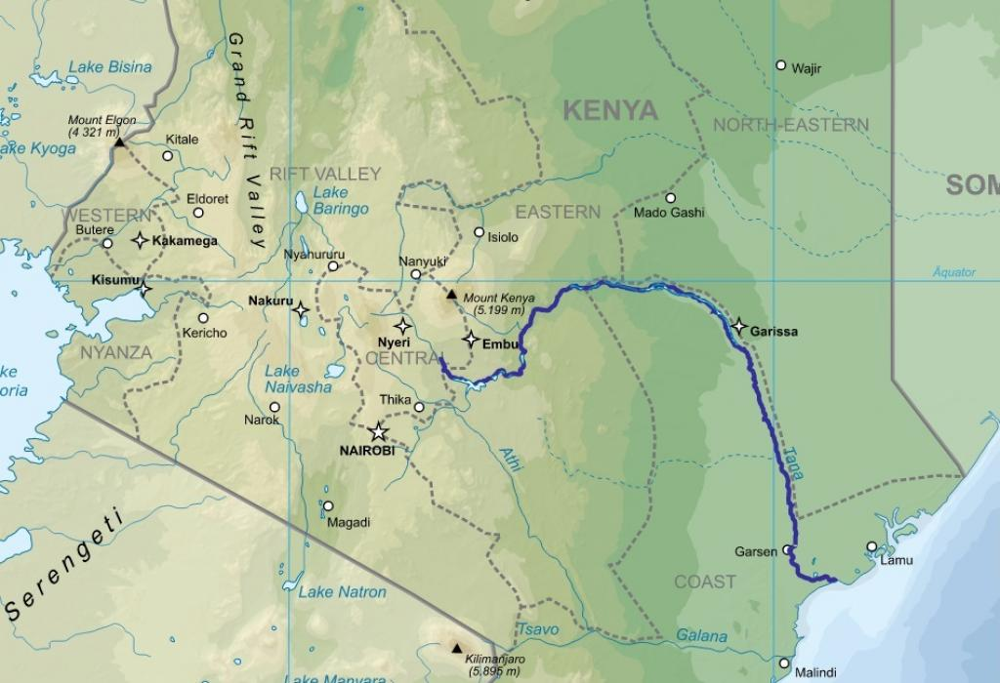 Grand Rift Valley
Wajir
Lake Bisina
KENYA
Mount Elgon
(4 321 m)
NORTH-EASTERN
Kitale
ake Kyoga
RIFT VALLEY
SOM
Lake
Baringo
Eldoret
WESTERN
EASTERN
Mado Gashi
Butere
Kakamega
Isiolo
Nyahururu
Nanyuki
Äquator
Kisumu
Mount Kenya
(5.199 m)
Nakuru
Kericho
Nyeri
Embu
Garissa
NYANZA
CENTRAL
Lake
Naivasha
ke
oria
Thika
Narok
NAIROBI
Athi
Tana
Magadi
Serengeti
Garsen
Lamu
COAST
Lake Natron
Tsavo
Galana
Kilimanjaro
(5.895 m)
Malindi
Lake Manyara